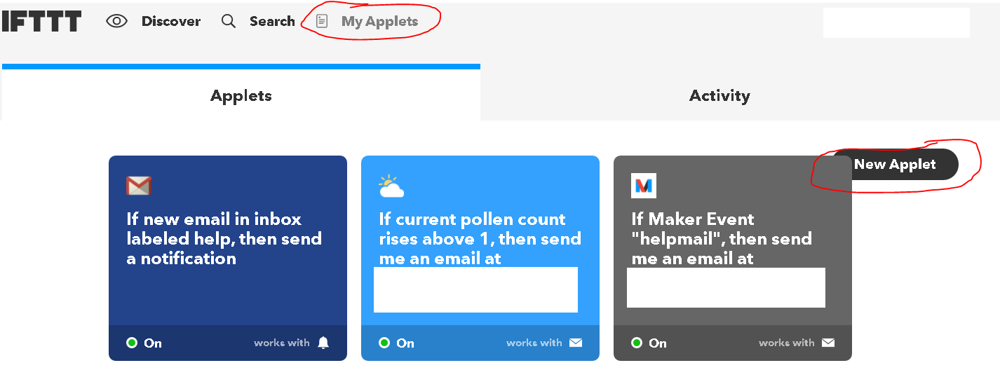 IFTTT Discover Search My Applets
Applets Activity
New Applet
If new email in inbox
labeled help, then send
a notification
On works with
If current pollen count
rises above 1, then send
me an email at
On works with
If Maker Event
"helpmail", then send
me an email at
On works with